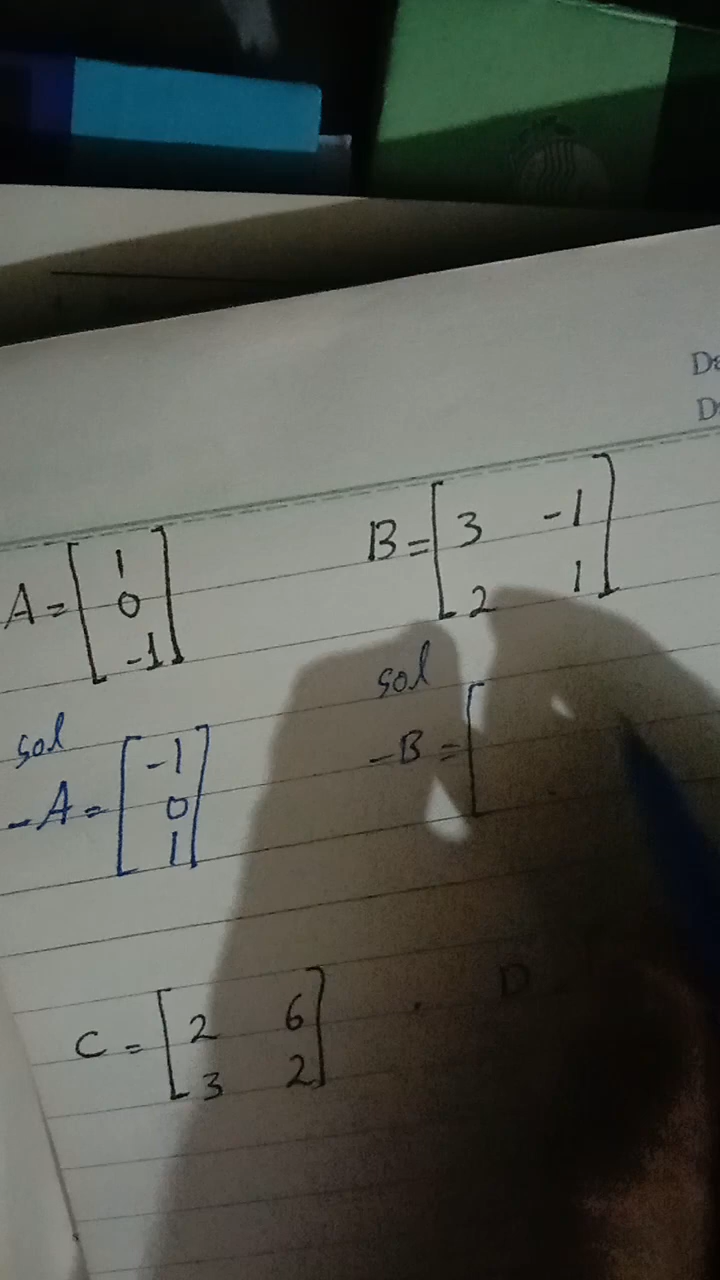 A = [ 1 0 -1 ]
B = [ 3 -1 2 1 ]
sol
-A = [ -1 0 1 ]
sol
-B = [
C = [ 2 6 3 2 ]
D